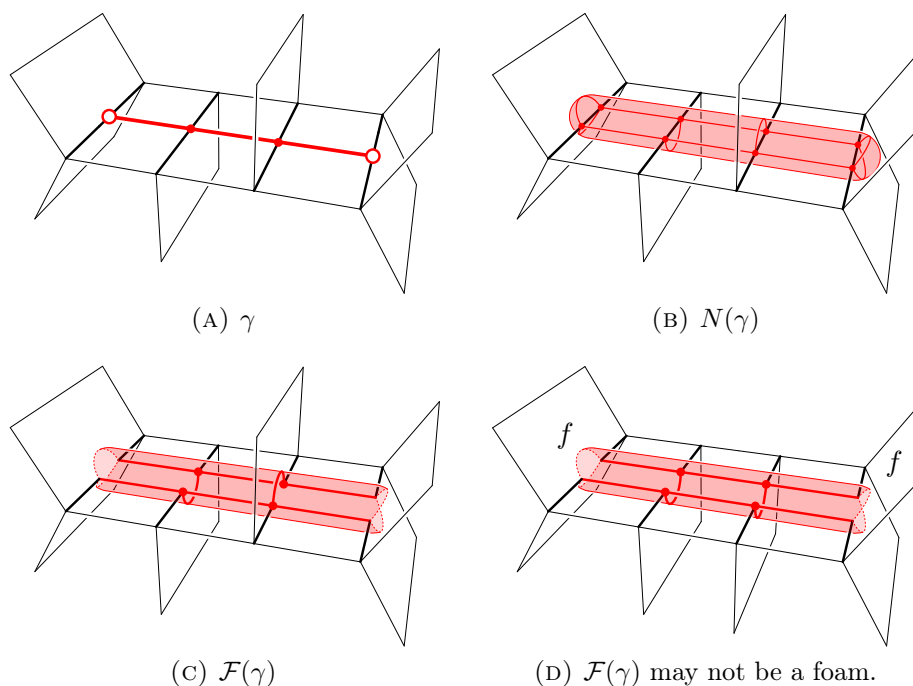 (A) γ
(B) N(γ)
f
f
(C) 𝓕(γ)
(D) 𝓕(γ) may not be a foam.